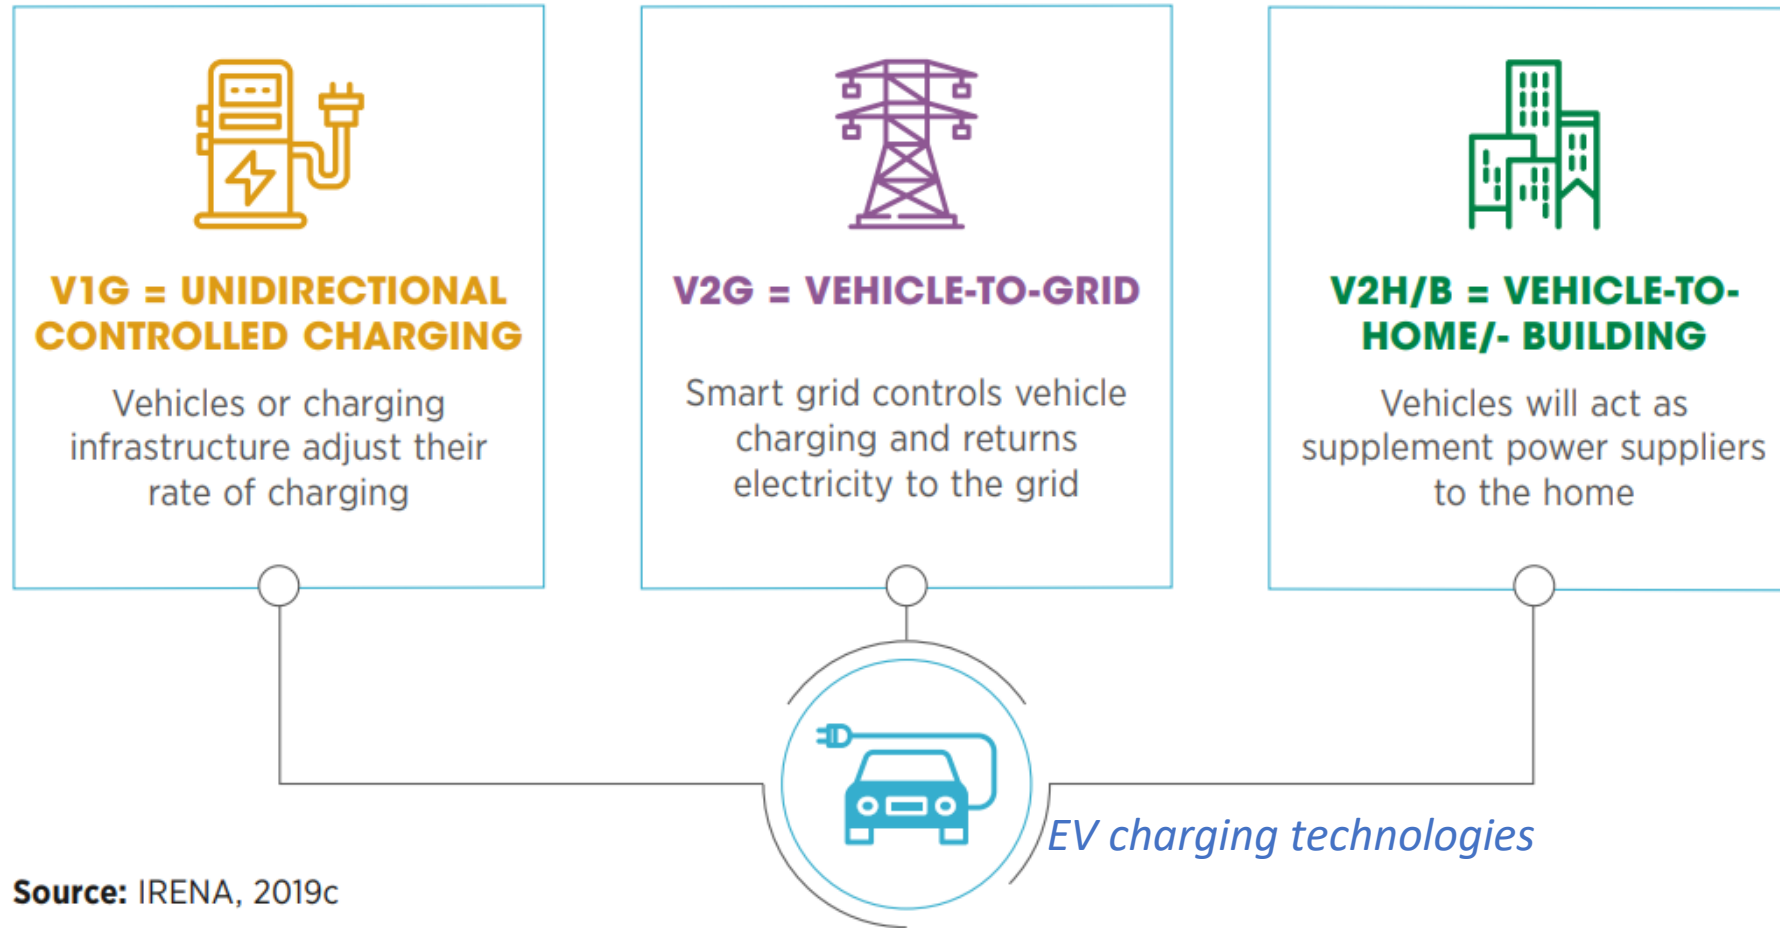 V1G = UNIDIRECTIONAL
CONTROLLED CHARGING
Vehicles or charging
infrastructure adjust their
rate of charging
V2G = VEHICLE-TO-GRID
Smart grid controls vehicle
charging and returns
electricity to the grid
V2H/B = VEHICLE-TO-
HOME/- BUILDING
Vehicles will act as
supplement power suppliers
to the home
EV charging technologies
Source: IRENA, 2019c